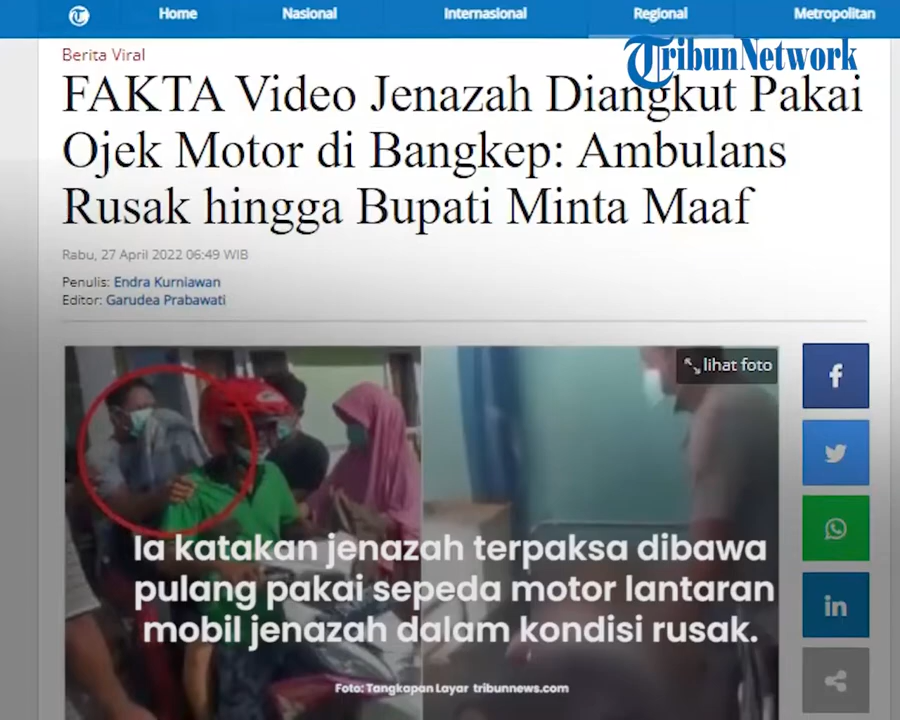 Home Nasional Internasional Regional Metropolitan
TribunNetwork
Berita Viral
FAKTA Video Jenazah Diangkut Pakai
Ojek Motor di Bangkep: Ambulans
Rusak hingga Bupati Minta Maaf
Rabu, 27 April 2022 06:49 WIB
Penulis: Endra Kurniawan
Editor: Garudea Prabawati
lihat foto
Ia katakan jenazah terpaksa dibawa
pulang pakai sepeda motor lantaran
mobil jenazah dalam kondisi rusak.
Foto: Tangkapan Layar tribunnews.com